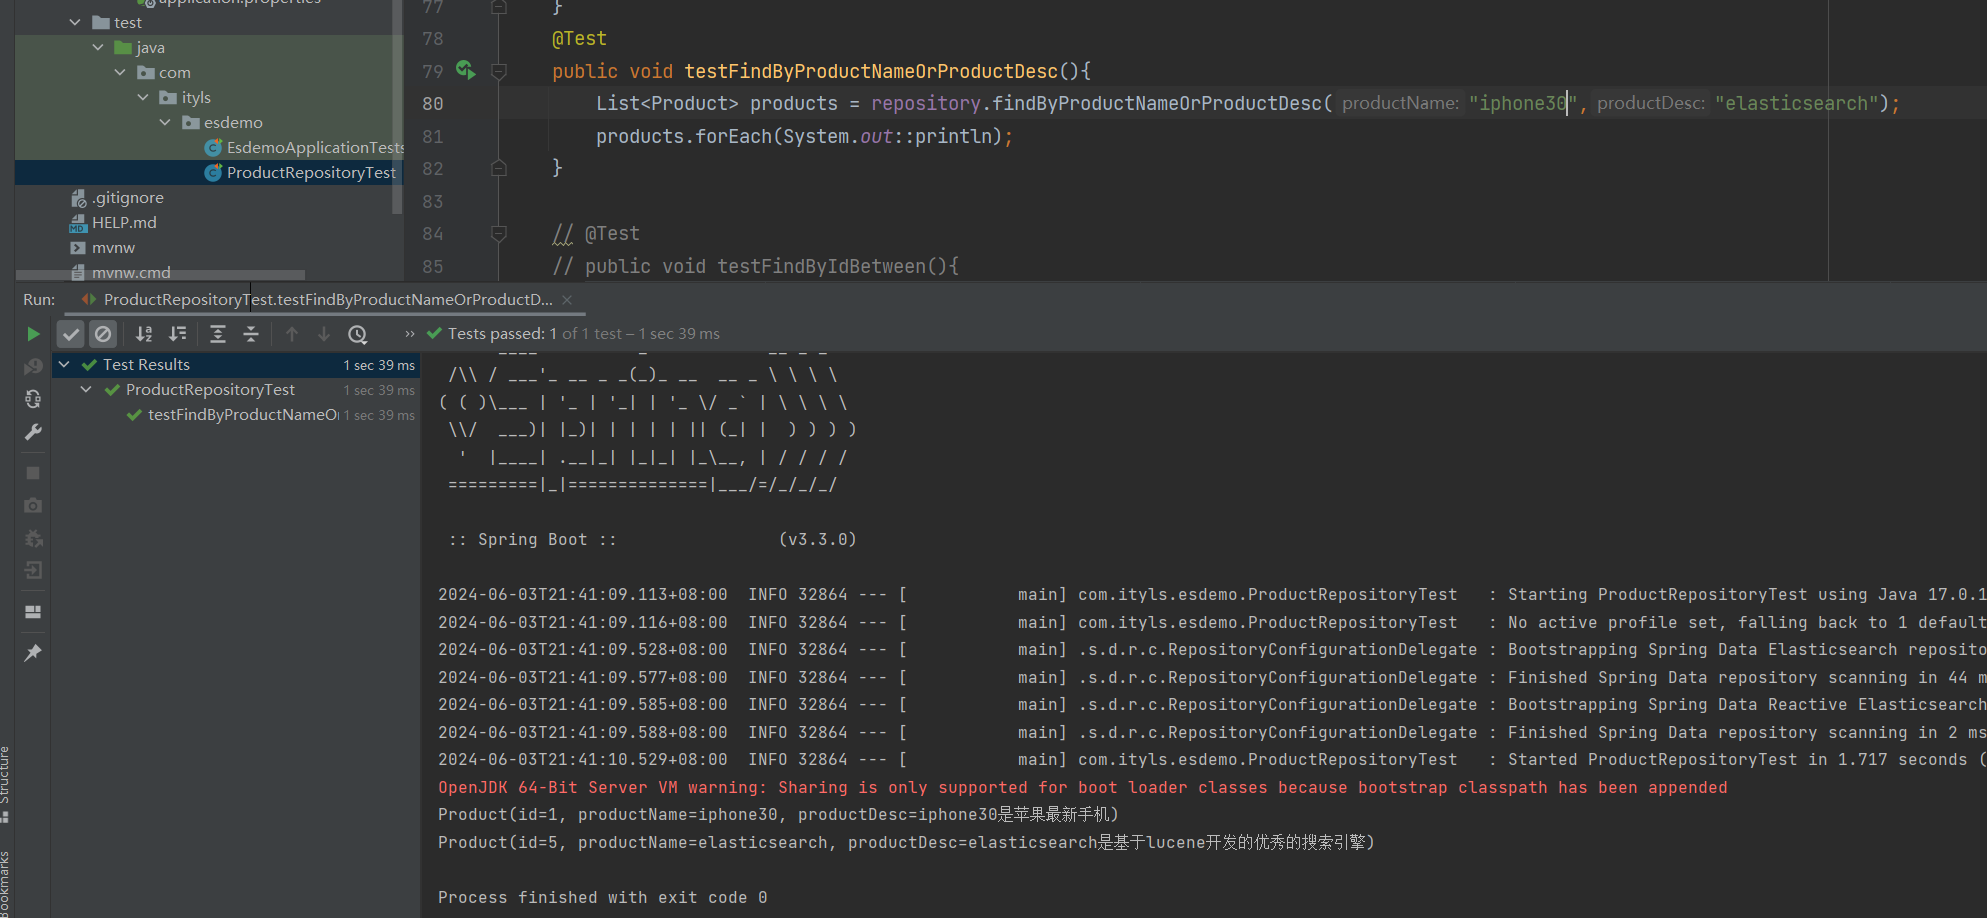 application.properties
test
java
com
ityls
esdemo
EsdemoApplicationTests
ProductRepositoryTest
.gitignore
HELP.md
mvnw
mvnw.cmd
77 }
78 @Test
79 public void testFindByProductNameOrProductDesc(){
80 List<Product> products = repository.findByProductNameOrProductDesc( productName: "iphone30", productDesc: "elasticsearch");
81 products.forEach(System.out::println);
82 }
83
84 // @Test
85 // public void testFindByIdBetween(){
Run: ProductRepositoryTest.testFindByProductNameOrProductD...
Tests passed: 1 of 1 test – 1 sec 39 ms
Test Results 1 sec 39 ms
ProductRepositoryTest 1 sec 39 ms
testFindByProductNameO 1 sec 39 ms
/\\ / ___'_ __ _ _(_)_ __  __ _ \ \ \ \
( ( )\___ | '_ | '_| | '_ \/ _` | \ \ \ \
\\/  ___)| |_)| | | | | || (_| |  ) ) ) )
'  |____| .__|_| |_|_| |_\__, | / / / /
=========|_|==============|___/=/_/_/_/
:: Spring Boot :: (v3.3.0)
2024-06-03T21:41:09.113+08:00 INFO 32864 --- [ main] com.ityls.esdemo.ProductRepositoryTest : Starting ProductRepositoryTest using Java 17.0.1
2024-06-03T21:41:09.116+08:00 INFO 32864 --- [ main] com.ityls.esdemo.ProductRepositoryTest : No active profile set, falling back to 1 default
2024-06-03T21:41:09.528+08:00 INFO 32864 --- [ main] .s.d.r.c.RepositoryConfigurationDelegate : Bootstrapping Spring Data Elasticsearch reposito
2024-06-03T21:41:09.577+08:00 INFO 32864 --- [ main] .s.d.r.c.RepositoryConfigurationDelegate : Finished Spring Data repository scanning in 44 m
2024-06-03T21:41:09.585+08:00 INFO 32864 --- [ main] .s.d.r.c.RepositoryConfigurationDelegate : Bootstrapping Spring Data Reactive Elasticsearch
2024-06-03T21:41:09.588+08:00 INFO 32864 --- [ main] .s.d.r.c.RepositoryConfigurationDelegate : Finished Spring Data repository scanning in 2 ms
2024-06-03T21:41:10.529+08:00 INFO 32864 --- [ main] com.ityls.esdemo.ProductRepositoryTest : Started ProductRepositoryTest in 1.717 seconds (
OpenJDK 64-Bit Server VM warning: Sharing is only supported for boot loader classes because bootstrap classpath has been appended
Product(id=1, productName=iphone30, productDesc=iphone30是苹果最新手机)
Product(id=5, productName=elasticsearch, productDesc=elasticsearch是基于lucene开发的优秀的搜索引擎)
Process finished with exit code 0
Structure
Bookmarks